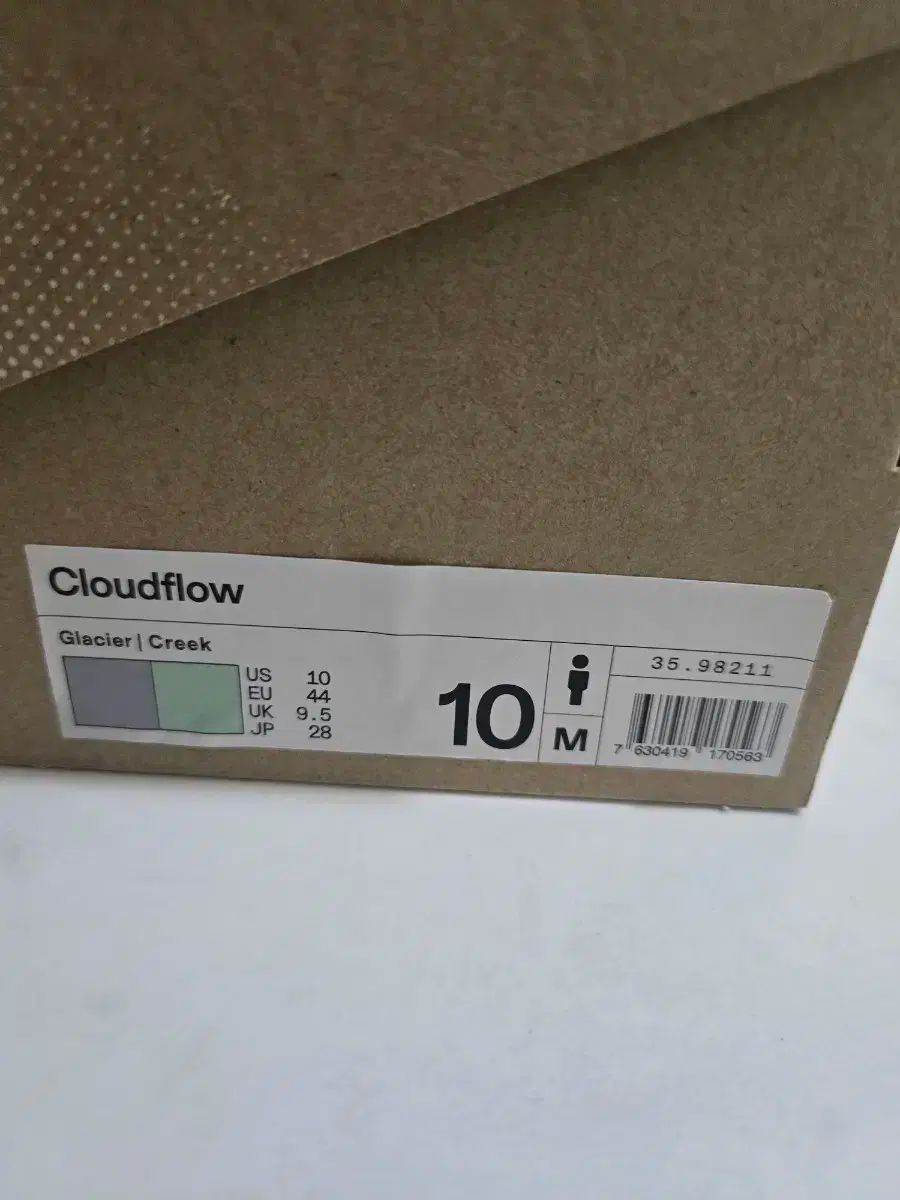 Cloudflow
Glacier | Creek
US 10
EU 44
UK 9.5
JP 28
10
M
35.98211
7 630419 170563